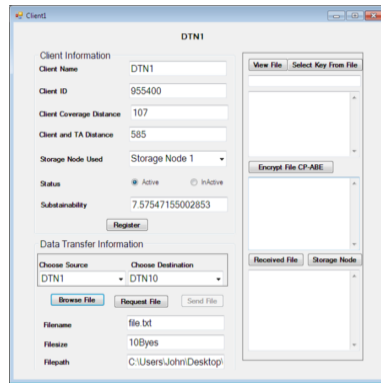 Client1
DTN1
Client Information
Client Name DTN1
Client ID 955400
Client Coverage Distance 107
Client and TA Distance 585
Storage Node Used Storage Node 1
Status Active InActive
Substainability 7.57547155002853
Register
Data Transfer Information
Choose Source Choose Destination
DTN1 DTN10
Browse File Request File Send File
Filename file.txt
Filesize 10Byes
Filepath C:\Users\John\Desktop\
View File Select Key From File
Encrypt File CP-ABE
Received File Storage Node